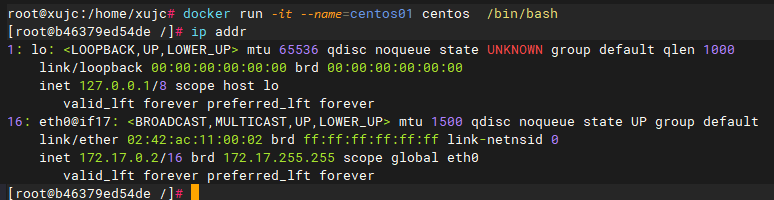 root@xujc:/home/xujc# docker run -it --name=centos01 centos  /bin/bash
[root@b46379ed54de /]# ip addr
1: lo: <LOOPBACK,UP,LOWER_UP> mtu 65536 qdisc noqueue state UNKNOWN group default qlen 1000
    link/loopback 00:00:00:00:00:00 brd 00:00:00:00:00:00
    inet 127.0.0.1/8 scope host lo
       valid_lft forever preferred_lft forever
16: eth0@if17: <BROADCAST,MULTICAST,UP,LOWER_UP> mtu 1500 qdisc noqueue state UP group default
    link/ether 02:42:ac:11:00:02 brd ff:ff:ff:ff:ff:ff link-netnsid 0
    inet 172.17.0.2/16 brd 172.17.255.255 scope global eth0
       valid_lft forever preferred_lft forever
[root@b46379ed54de /]#